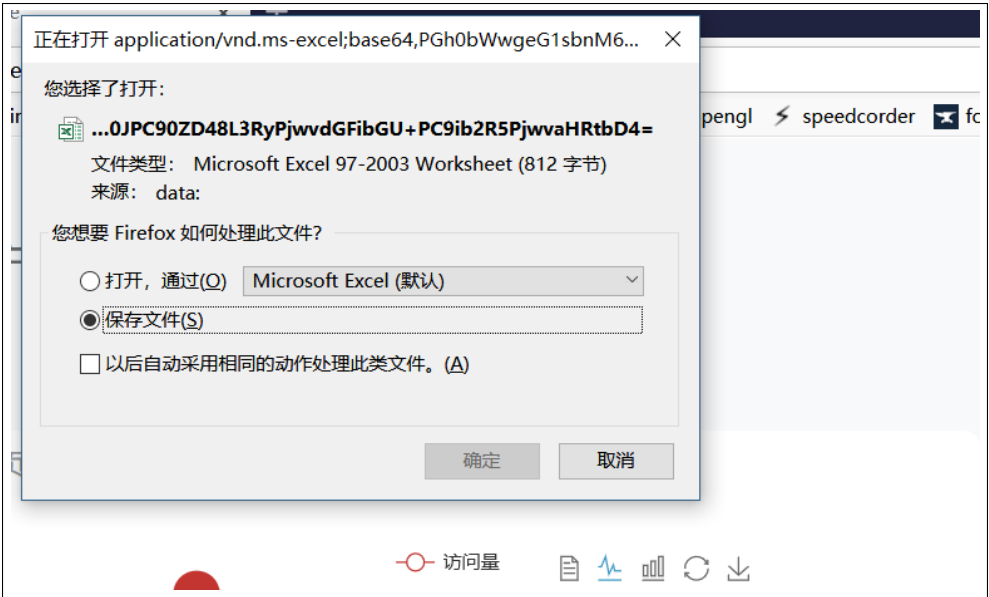 正在打开 application/vnd.ms-excel;base64,PGh0bWwgeG1sbnM6...
您选择了打开：
...0JPC90ZD48L3RyPjwvdGFibGU+PC9ib2R5PjwvaHRtbD4=
文件类型： Microsoft Excel 97-2003 Worksheet (812 字节)
来源： data:
您想要 Firefox 如何处理此文件？
打开，通过(O) Microsoft Excel (默认)
保存文件(S)
以后自动采用相同的动作处理此类文件。(A)
确定 取消
pengl speedcorder fo
访问量